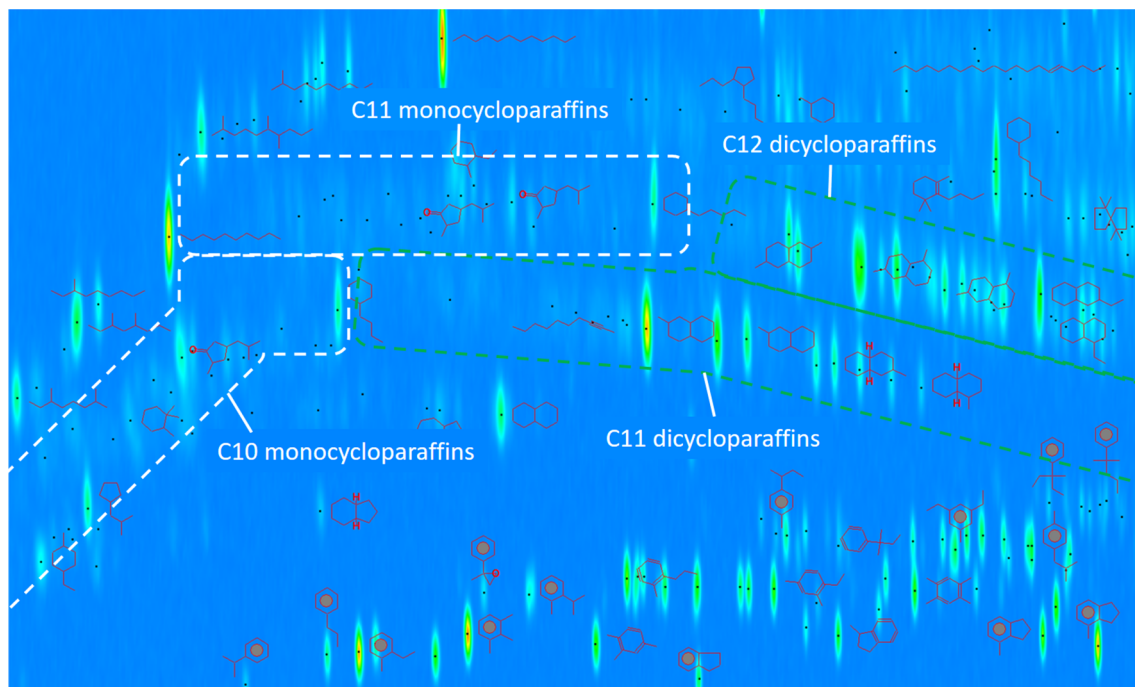 C11 monocycloparaffins
C12 dicycloparaffins
O
O
O
C11 dicycloparaffins
H
H
H
H
C10 monocycloparaffins
H
H
O